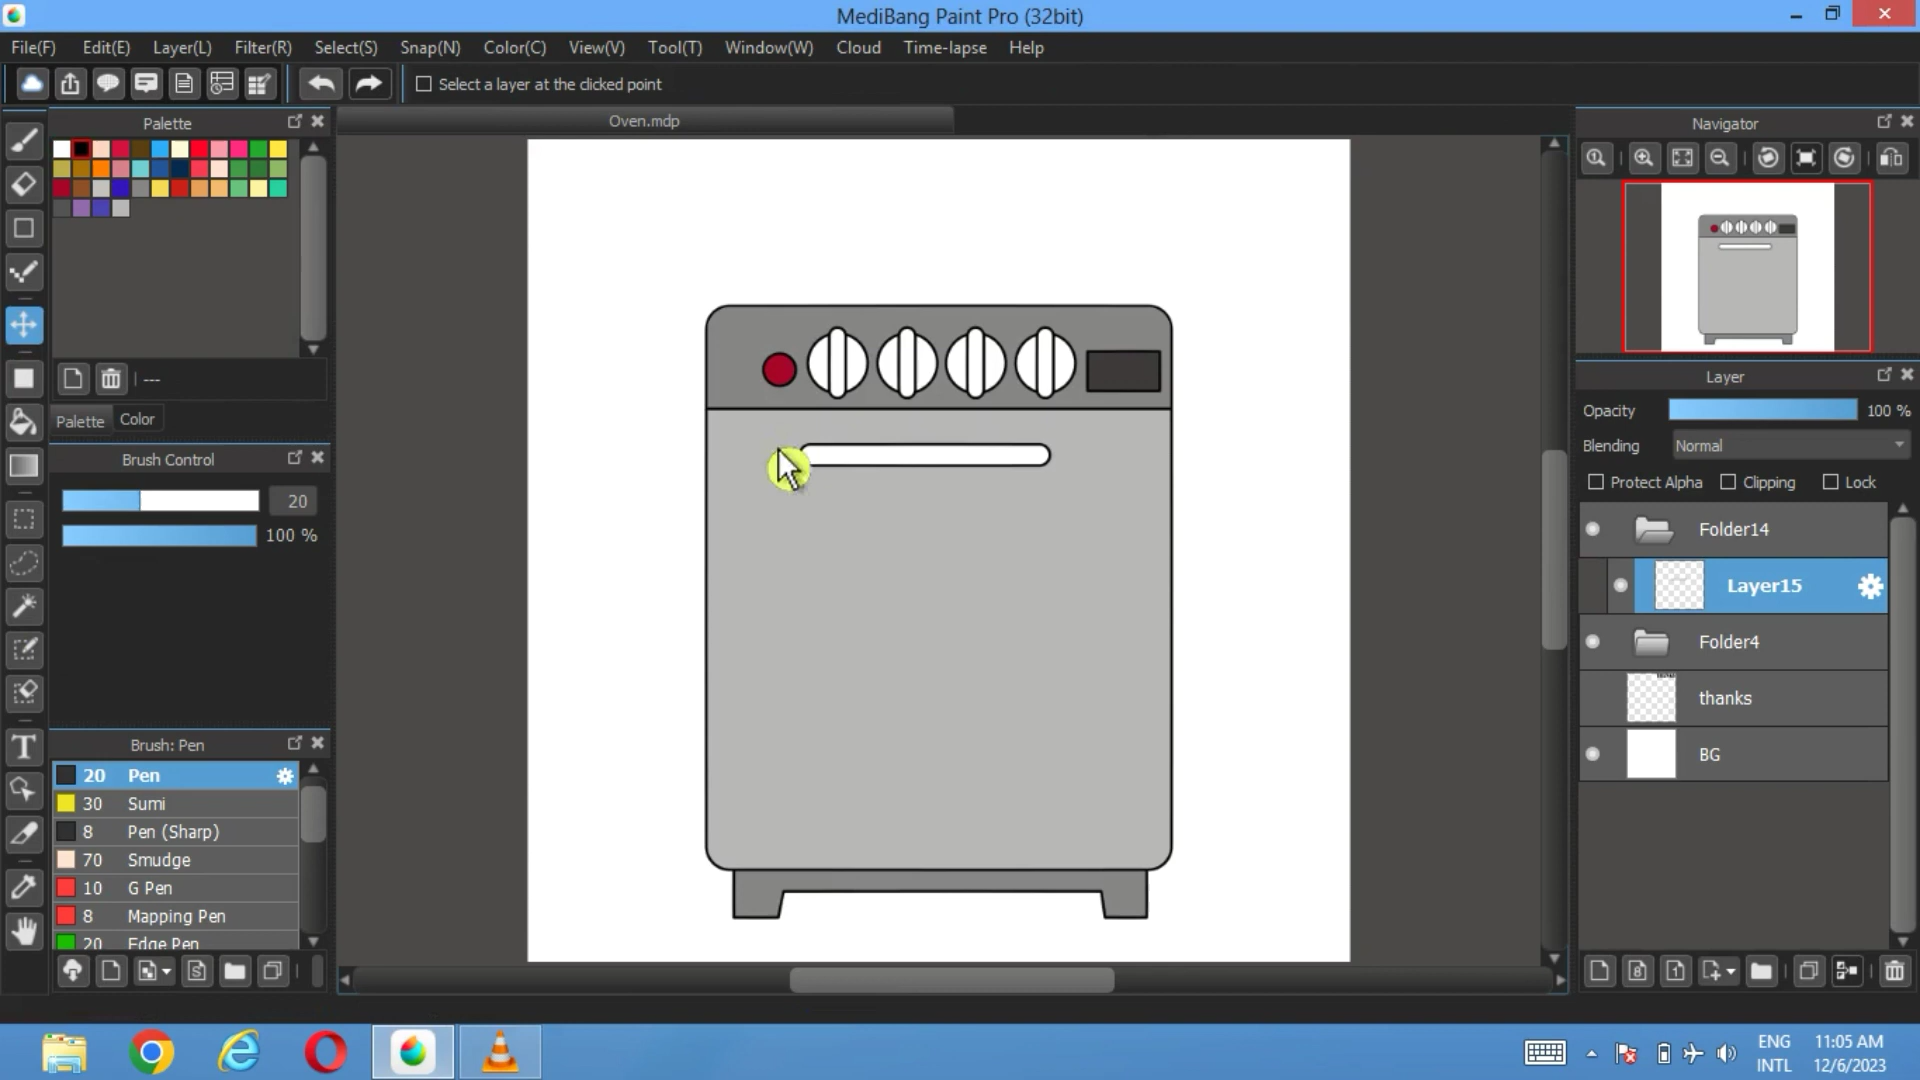 MediBang Paint Pro (32bit)
File(F) Edit(E) Layer(L) Filter(R) Select(S) Snap(N) Color(C) View(V) Tool(T) Window(W) Cloud Time-lapse Help
Select a layer at the clicked point
Palette
Oven.mdp
Navigator
---
Palette Color
Brush Control
20
100 %
Brush: Pen
20 Pen
30 Sumi
8 Pen (Sharp)
70 Smudge
10 G Pen
8 Mapping Pen
20 Edge Pen
Layer
Opacity 100 %
Blending Normal
Protect Alpha Clipping Lock
Folder14
Layer15
Folder4
thanks
BG
ENG 11:05 AM
INTL 12/6/2023